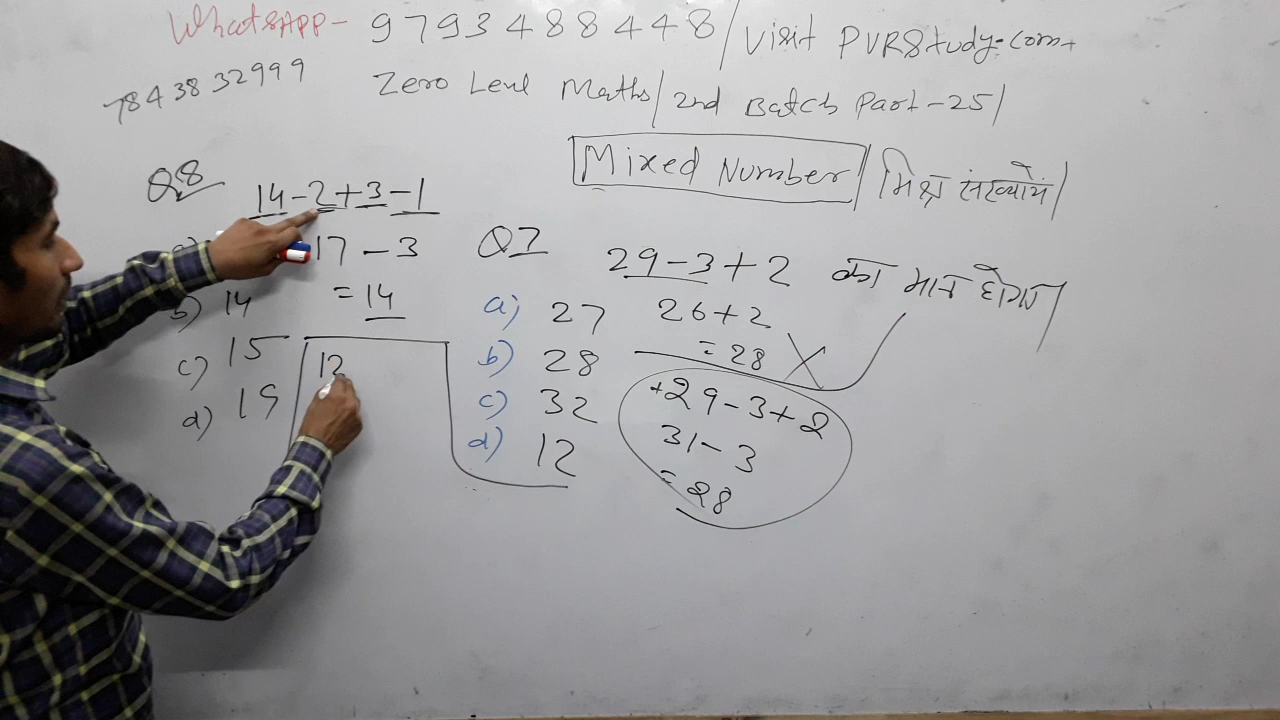 WhatsAPP- 9793488448/Visit PVRStudy.com
7843832999
Zero Level Maths/2nd Batch Part-25/
Mixed Number/मिश्र संख्यायें/
Q8
14-2+3-1
17-3
=14
b) 14
c) 15
d) 19
12
Q7 29-3+2 का मान होगा/
a) 27
b) 28
c) 32
d) 12
26+2
=28
+29-3+2
31-3
=28